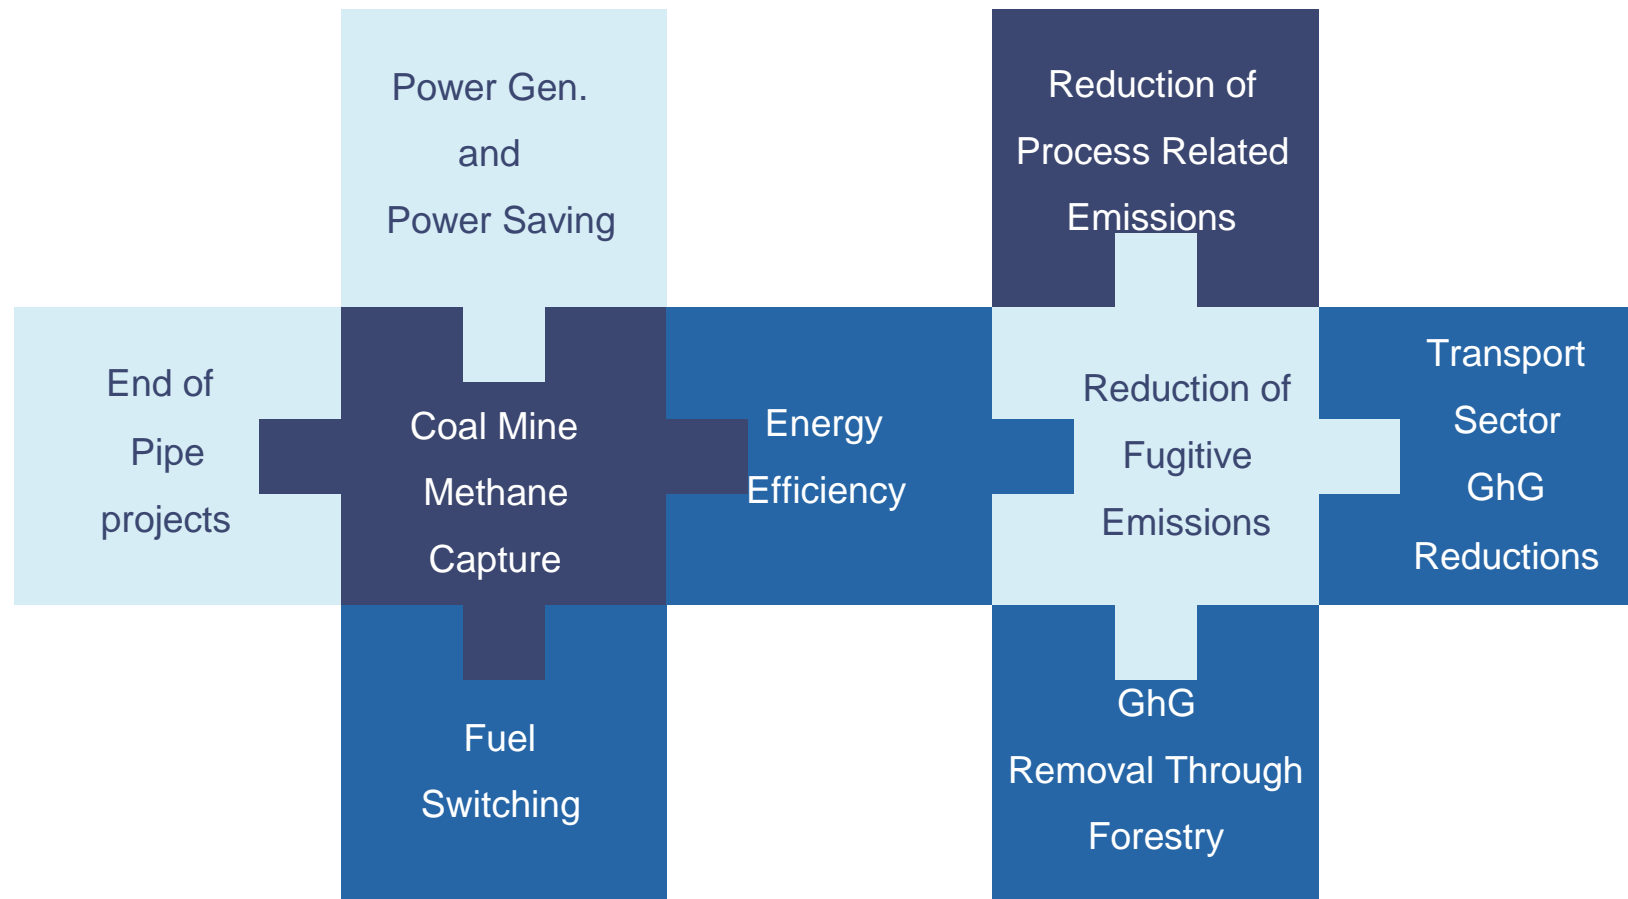 Power Gen.
and
Power Saving
Reduction of
Process Related
Emissions
End of
Pipe
projects
Coal Mine
Methane
Capture
Energy
Efficiency
Reduction of
Fugitive
Emissions
Transport
Sector
GhG
Reductions
Fuel
Switching
GhG
Removal Through
Forestry